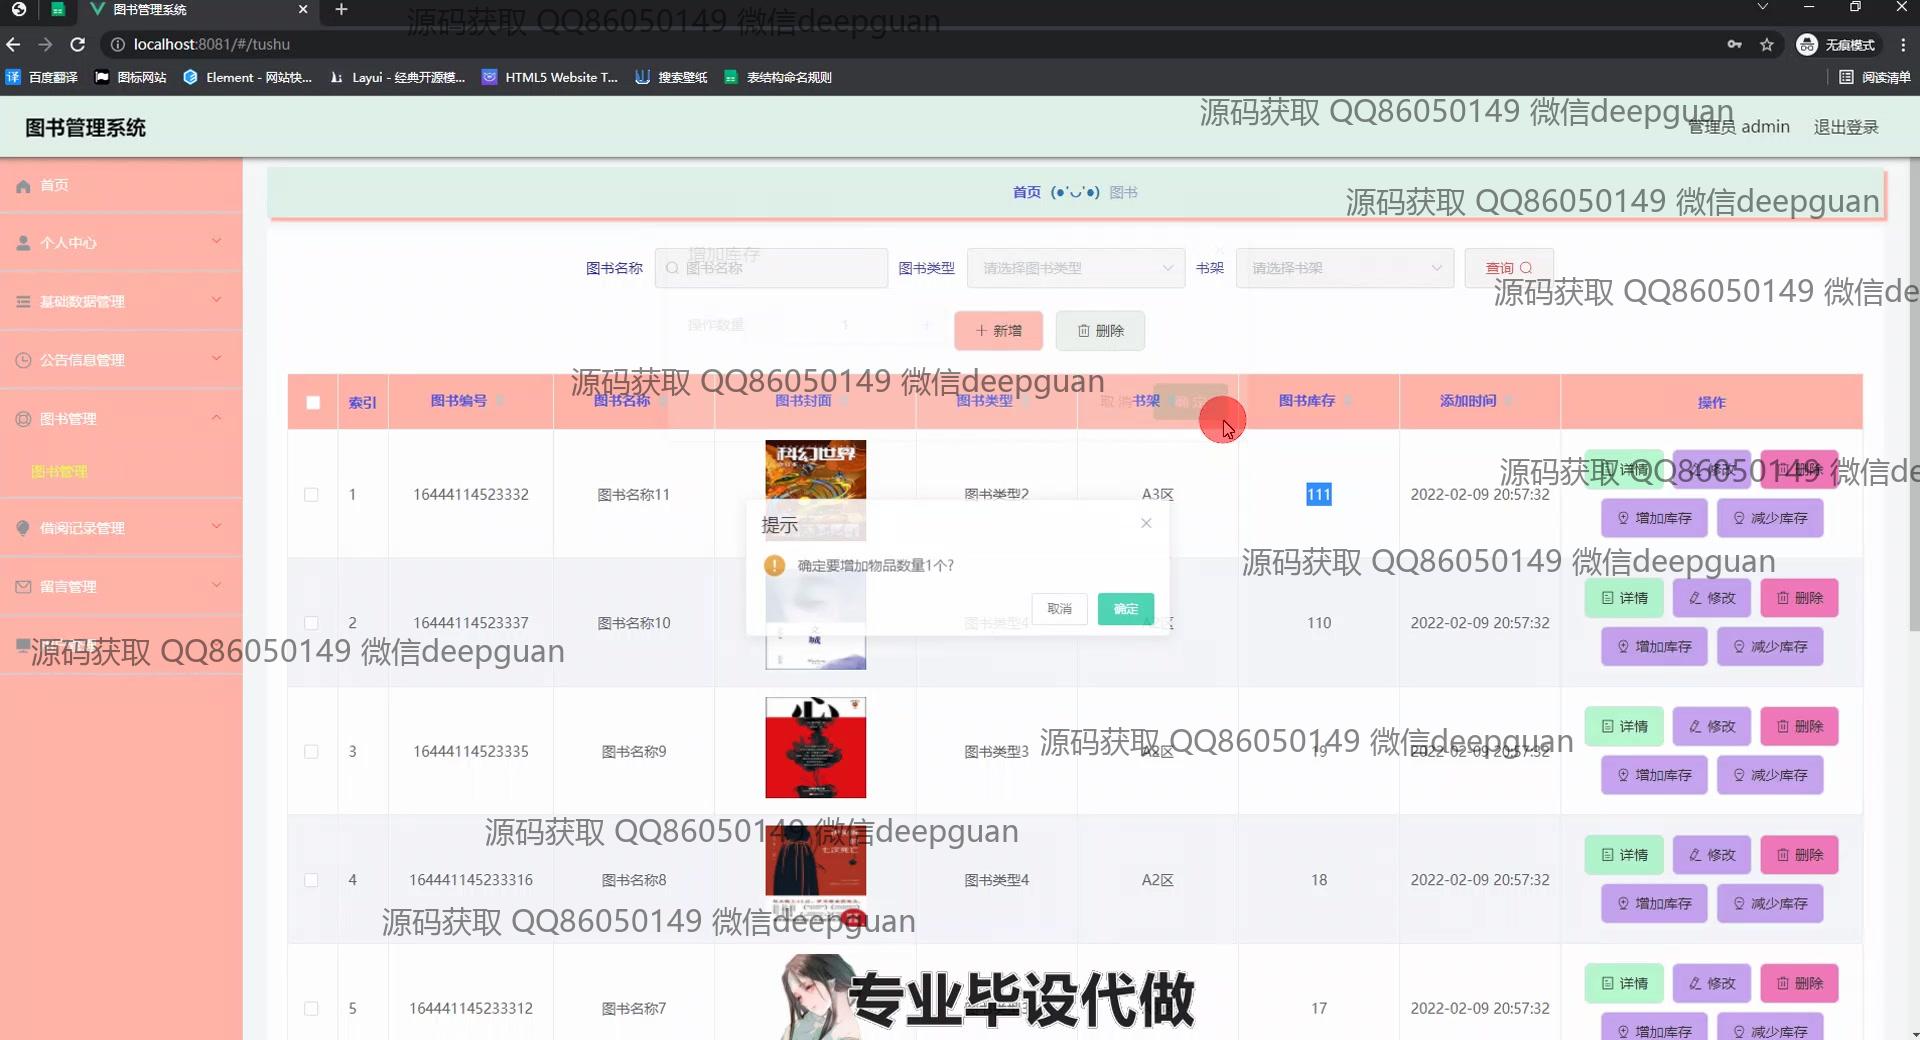 图书管理系统
源码获取 QQ86050149 微信deepguan
localhost:8081/#/tushu
无痕模式
百度翻译 图标网站 Element - 网站快... Layui - 经典开源模... HTML5 Website T... 搜索壁纸 表结构命名规则 阅读清单
源码获取 QQ86050149 微信deepguan
图书管理系统
管理员 admin 退出登录
首页
个人中心
基础数据管理
公告信息管理
图书管理
图书管理
借阅记录管理
留言管理
源码获取 QQ86050149 微信deepguan
首页 (●'◡'●) 图书
源码获取 QQ86050149 微信deepguan
增加库存
图书名称 图书名称 图书类型 请选择图书类型 书架 请选择书架 查询
源码获取 QQ86050149 微信de
操作数量 1 +
新增 删除
源码获取 QQ86050149 微信deepguan
索引 图书编号 图书名称 图书封面 图书类型 书架 图书库存 添加时间 操作
取消 确定
科幻世界
1 16444114523332 图书名称11 图书类型2 A3区 111 2022-02-09 20:57:32 详情 修改 删除
源码获取 QQ86050149 微信de
增加库存 减少库存
提示
确定要增加物品数量1个?
取消 确定
源码获取 QQ86050149 微信deepguan
2 16444114523337 图书名称10 图书类型4 A2区 110 2022-02-09 20:57:32 详情 修改 删除
文城
增加库存 减少库存
3 16444114523335 图书名称9 图书类型3 A2区 19 2022-02-09 20:57:32 详情 修改 删除
心
源码获取 QQ86050149 微信deepguan
增加库存 减少库存
源码获取 QQ86050149 微信deepguan
4 164441145233316 图书名称8 图书类型4 A2区 18 2022-02-09 20:57:32 详情 修改 删除
七次死亡
增加库存 减少库存
源码获取 QQ86050149 微信deepguan
5 164441145233312 图书名称7 17 2022-02-09 20:57:32 详情 修改 删除
增加库存 减少库存
专业毕设代做